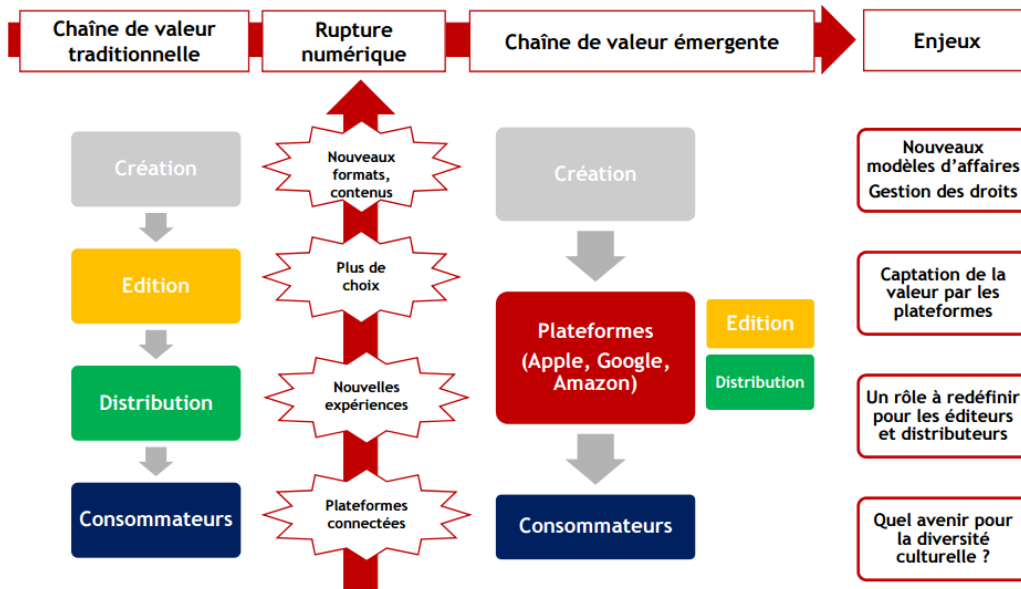 Chaîne de valeur
traditionnelle
Rupture
numérique
Chaîne de valeur émergente
Enjeux
Création
Edition
Distribution
Consommateurs
Nouveaux
formats,
contenus
Plus de
choix
Nouvelles
expériences
Plateformes
connectées
Création
Plateformes
(Apple, Google,
Amazon)
Edition
Distribution
Consommateurs
Nouveaux
modèles d’affaires
Gestion des droits
Captation de la
valeur par les
plateformes
Un rôle à redéfinir
pour les éditeurs
et distributeurs
Quel avenir pour
la diversité
culturelle ?